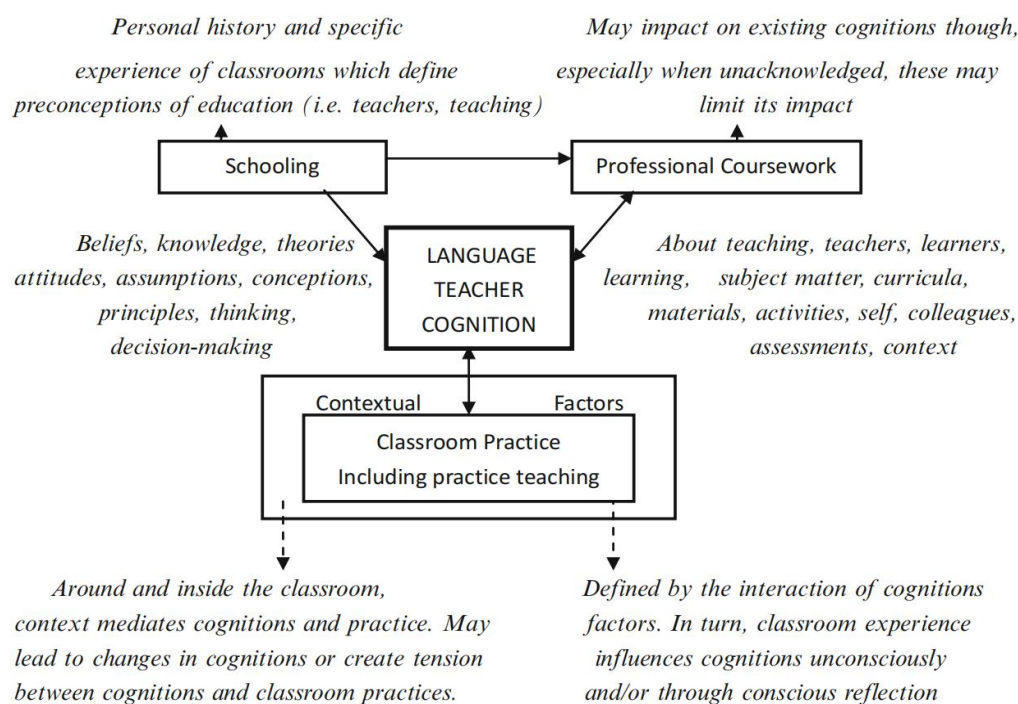 Personal history and specific
experience of classrooms which define
preconceptions of education (i.e. teachers, teaching)
May impact on existing cognitions though,
especially when unacknowledged, these may
limit its impact
Schooling
Professional Coursework
Beliefs, knowledge, theories
attitudes, assumptions, conceptions,
principles, thinking,
decision-making
LANGUAGE
TEACHER
COGNITION
About teaching, teachers, learners,
learning, subject matter, curricula,
materials, activities, self, colleagues,
assessments, context
Contextual Factors
Classroom Practice
Including practice teaching
Around and inside the classroom,
context mediates cognitions and practice. May
lead to changes in cognitions or create tension
between cognitions and classroom practices.
Defined by the interaction of cognitions
factors. In turn, classroom experience
influences cognitions unconsciously
and/or through conscious reflection